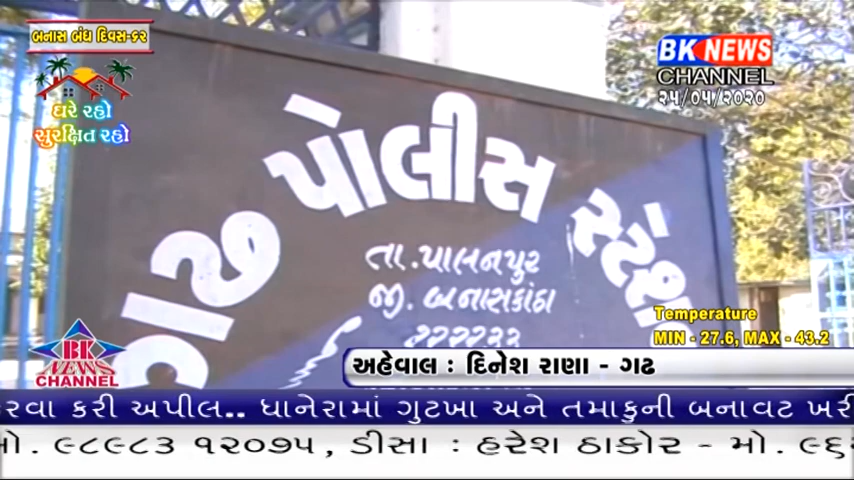 બનાસ બંધ દિવસ-૬૨
ઘરે રહો
સુરક્ષિત રહો
BK NEWS
CHANNEL
૨૫/૦૫/૨૦૨૦
ગઢ પોલીસ સ્ટેશ
તા. પાલનપુર
જી. બનાસકાંઠા
૨૨૨૨૩૩
Temperature
MIN - 27.6, MAX - 43.2
BK
NEWS
CHANNEL
અહેવાલ : દિનેશ રાણા - ગઢ
કરવા કરી અપીલ.. ધાનેરામાં ગુટખા અને તમાકુની બનાવટ ખરી
મો. ૯૮૯૮૩ ૧૨૦૭૫, ડીસા : હરેશ ઠાકોર - મો. ૯૬